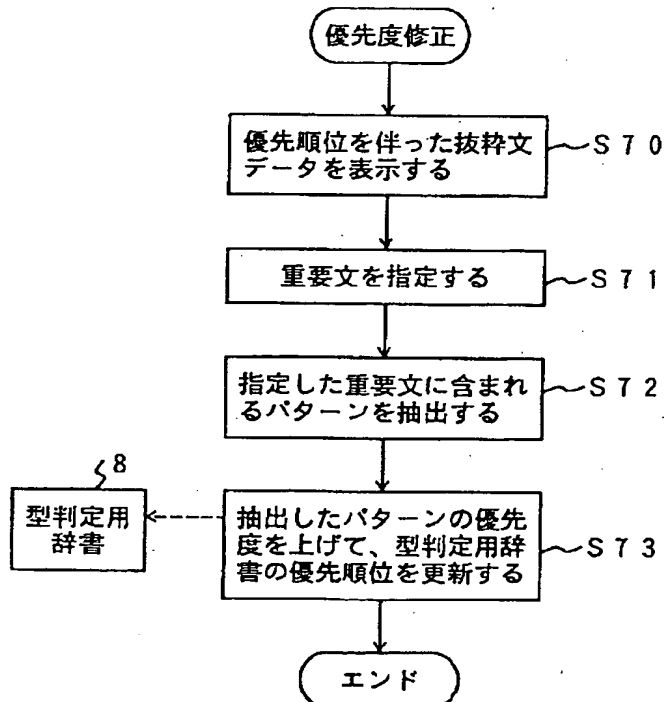 優先度修正
優先順位を伴った抜粋文
データを表示する
S70
重要文を指定する
S71
指定した重要文に含まれ
るパターンを抽出する
S72
8
型判定用
辞書
抽出したパターンの優先
度を上げて、型判定用辞
書の優先順位を更新する
S73
エンド